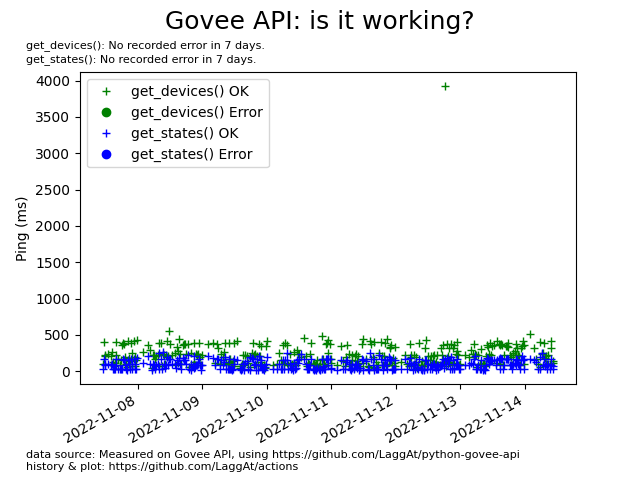 Govee API: is it working?
get_devices(): No recorded error in 7 days.
get_states(): No recorded error in 7 days.
get_devices() OK
get_devices() Error
get_states() OK
get_states() Error
Ping (ms)
4000
3500
3000
2500
2000
1500
1000
500
0
2022-11-08
2022-11-09
2022-11-10
2022-11-11
2022-11-12
2022-11-13
2022-11-14
data source: Measured on Govee API, using https://github.com/LaggAt/python-govee-api
history & plot: https://github.com/LaggAt/actions